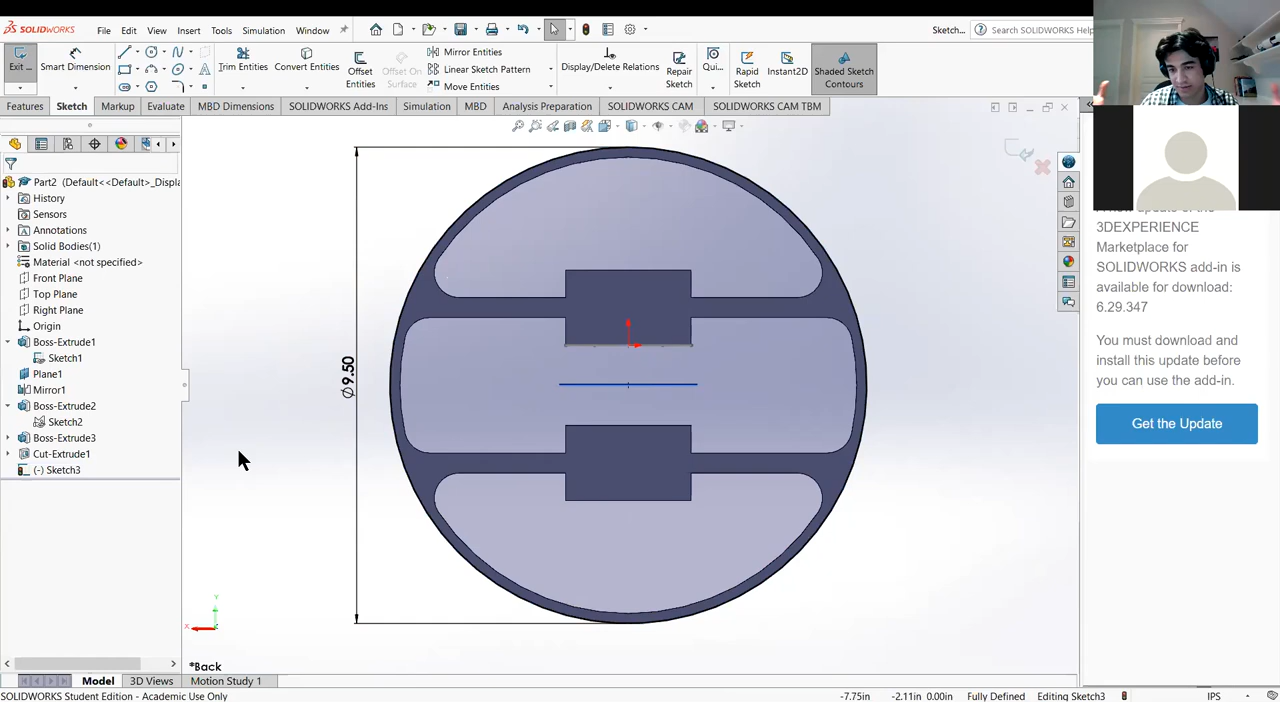 SOLIDWORKS File Edit View Insert Tools Simulation Window Sketch... Search SOLIDWORKS Help
Exit ... Smart Dimension Trim Entities Convert Entities Offset Entities Offset On Surface Mirror Entities Linear Sketch Pattern Move Entities Display/Delete Relations Repair Sketch Qui... Rapid Sketch Instant2D Shaded Sketch Contours
Features Sketch Markup Evaluate MBD Dimensions SOLIDWORKS Add-Ins Simulation MBD Analysis Preparation SOLIDWORKS CAM SOLIDWORKS CAM TBM
Part2 (Default<<Default>_Displa
History
Sensors
Annotations
Solid Bodies(1)
Material <not specified>
Front Plane
Top Plane
Right Plane
Origin
Boss-Extrude1
Sketch1
Plane1
Mirror1
Boss-Extrude2
Sketch2
Boss-Extrude3
Cut-Extrude1
(-) Sketch3
⌀9.50
Y
X
*Back
3DEXPERIENCE
Marketplace for
SOLIDWORKS add-in is
available for download:
6.29.347
You must download and
install this update before
you can use the add-in.
Get the Update
Model 3D Views Motion Study 1
SOLIDWORKS Student Edition - Academic Use Only -7.75in -2.11in 0.00in Fully Defined Editing Sketch3 IPS